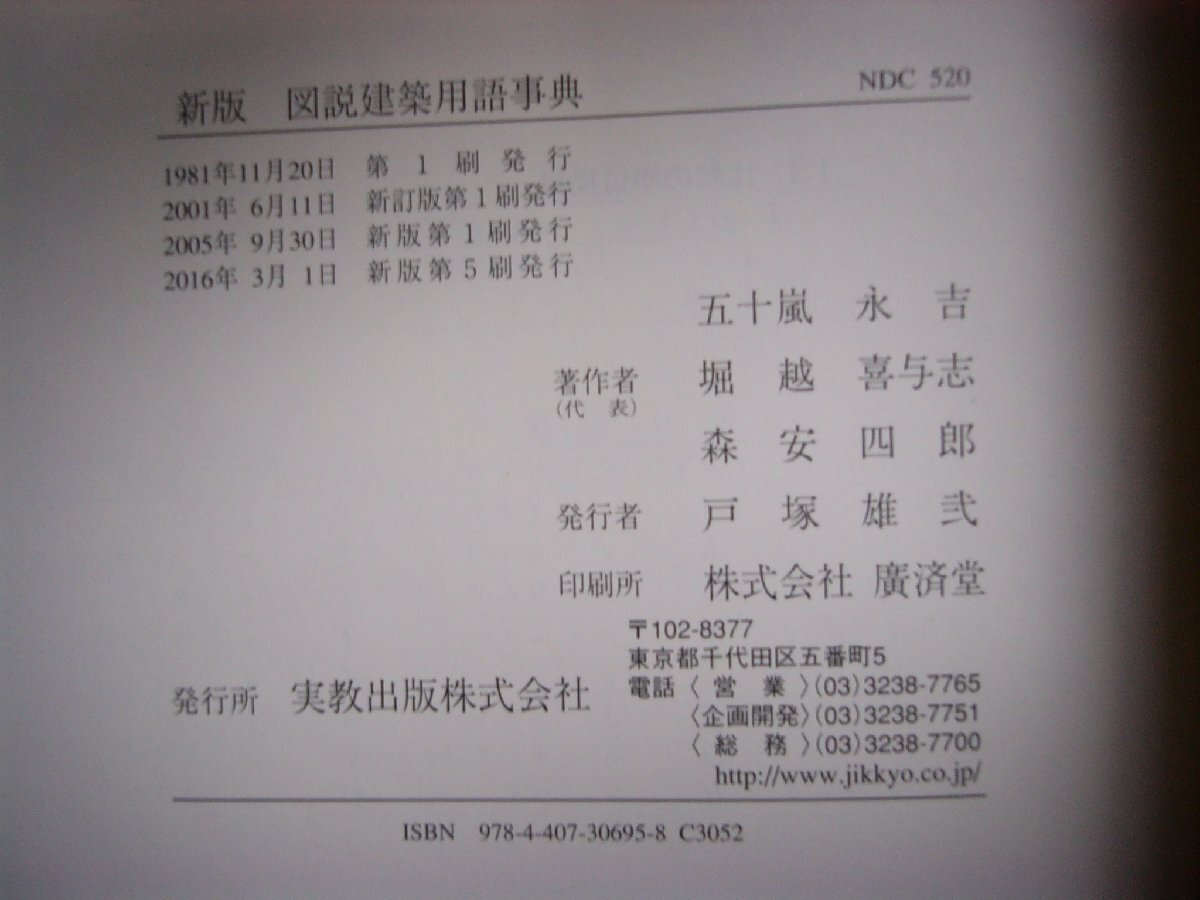 新版 図説建築用語事典 NDC 520
1981年11月20日 第1刷発行
2001年 6月11日 新訂版第1刷発行
2005年 9月30日 新版第1刷発行
2016年 3月 1日 新版第5刷発行
五十嵐 永吉
著作者 堀越 喜与志
(代 表)
森安 四郎
発行者 戸塚 雄弐
印刷所 株式会社 廣済堂
〒102-8377
東京都千代田区五番町5
発行所 実教出版株式会社 電話〈営業〉(03)3238-7765
〈企画開発〉(03)3238-7751
〈総務〉(03)3238-7700
http://www.jikkyo.co.jp/
ISBN 978-4-407-30695-8 C3052